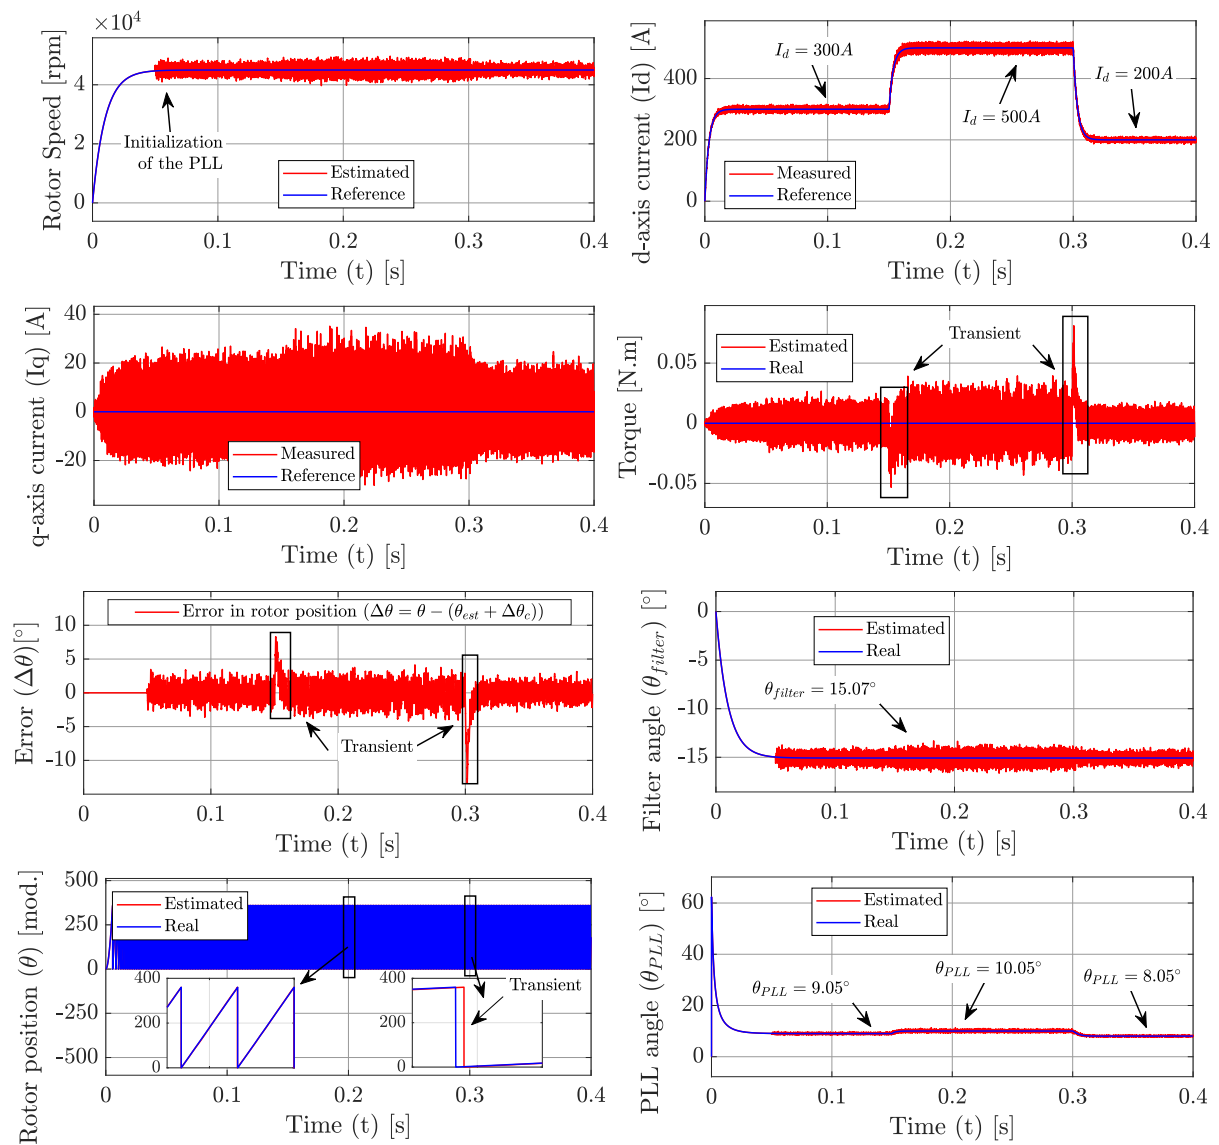 ×10⁴
Rotor Speed [rpm]
4
2
0
Initialization
of the PLL
Estimated
Reference
0 0.1 0.2 0.3 0.4
Time (t) [s]
d-axis current (Id) [A]
400
200
0
I_d = 300A
I_d = 500A
I_d = 200A
Measured
Reference
0 0.1 0.2 0.3 0.4
Time (t) [s]
q-axis current (Iq) [A]
40
20
0
-20
Measured
Reference
0 0.1 0.2 0.3 0.4
Time (t) [s]
Torque [N.m]
0.05
0
-0.05
Estimated
Real
Transient
0 0.1 0.2 0.3 0.4
Time (t) [s]
Error (Δθ)[°]
10
5
0
-5
-10
Error in rotor position (Δθ = θ − (θ_est + Δθ_c))
Transient
0 0.1 0.2 0.3 0.4
Time (t) [s]
Filter angle (θ_filter) [°]
0
-5
-10
-15
Estimated
Real
θ_filter = 15.07°
0 0.1 0.2 0.3 0.4
Time (t) [s]
Rotor position (θ) [mod.]
500
250
0
-250
-500
Estimated
Real
400
200
0
400
200
0
Transient
0 0.1 0.2 0.3 0.4
Time (t) [s]
PLL angle (θ_PLL) [°]
60
40
20
0
Estimated
Real
θ_PLL = 9.05°
θ_PLL = 10.05°
θ_PLL = 8.05°
0 0.1 0.2 0.3 0.4
Time (t) [s]